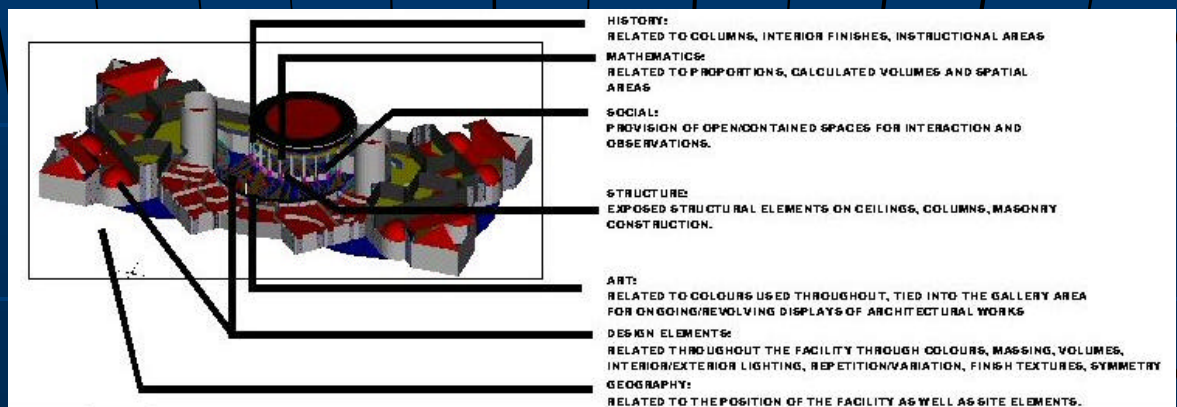 HISTORY:
RELATED TO COLUMNS, INTERIOR FINISHES, INSTRUCTIONAL AREAS
MATHEMATICS:
RELATED TO PROPORTIONS, CALCULATED VOLUMES AND SPATIAL
AREAS
SOCIAL:
PROVISION OF OPEN/CONTAINED SPACES FOR INTERACTION AND
OBSERVATIONS.
STRUCTURE:
EXPOSED STRUCTURAL ELEMENTS ON CEILINGS, COLUMNS, MASONRY
CONSTRUCTION.
ART:
RELATED TO COLOURS USED THROUGHOUT, TIED INTO THE GALLERY AREA
FOR ONGOING/REVOLVING DISPLAYS OF ARCHITECTURAL WORKS
DESIGN ELEMENTS:
RELATED THROUGHOUT THE FACILITY THROUGH COLOURS, MASSING, VOLUMES,
INTERIOR/EXTERIOR LIGHTING, REPETITION/VARIATION, FINISH TEXTURES, SYMMETRY
GEOGRAPHY:
RELATED TO THE POSITION OF THE FACILITY AS WELL AS SITE ELEMENTS.